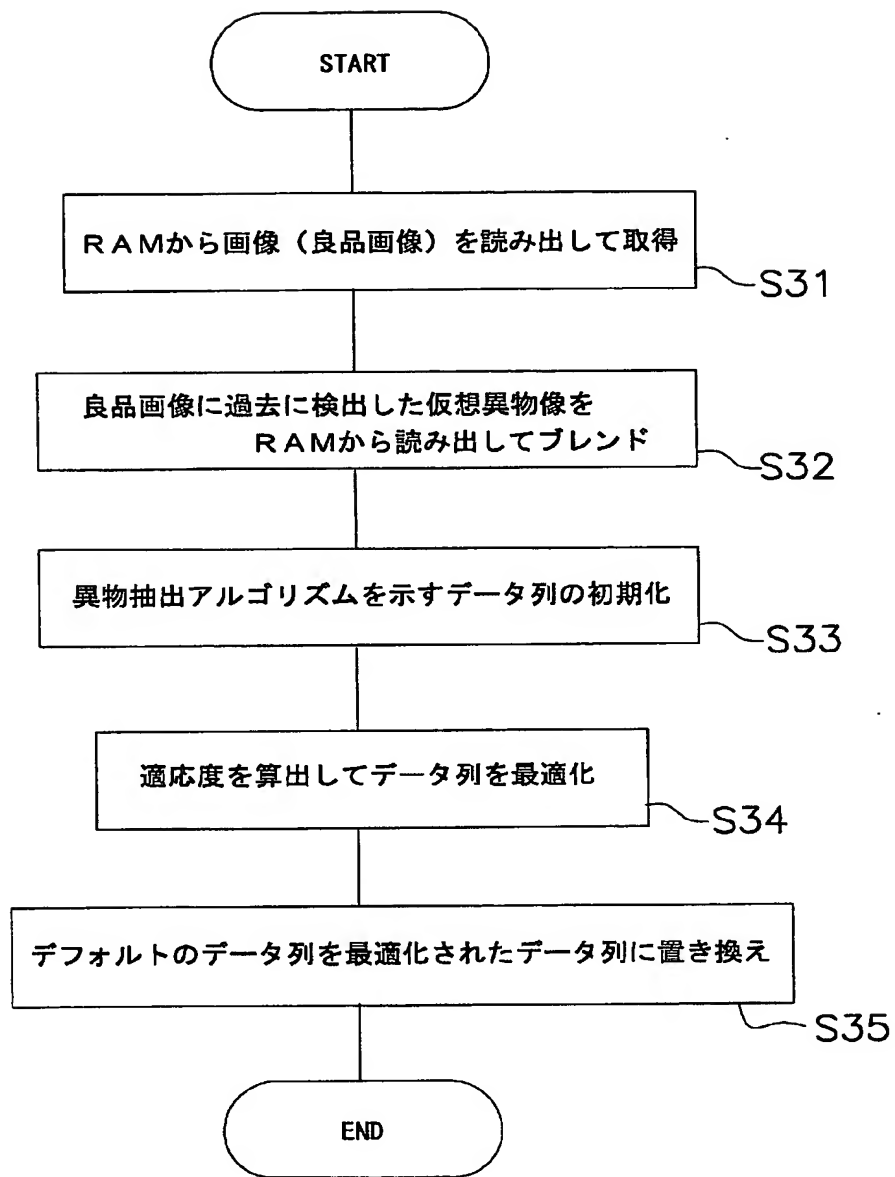 START
RAMから画像(良品画像)を読み出して取得
S31
良品画像に過去に検出した仮想異物像を
RAMから読み出してブレンド
S32
異物抽出アルゴリズムを示すデータ列の初期化
S33
適応度を算出してデータ列を最適化
S34
デフォルトのデータ列を最適化されたデータ列に置き換え
S35
END